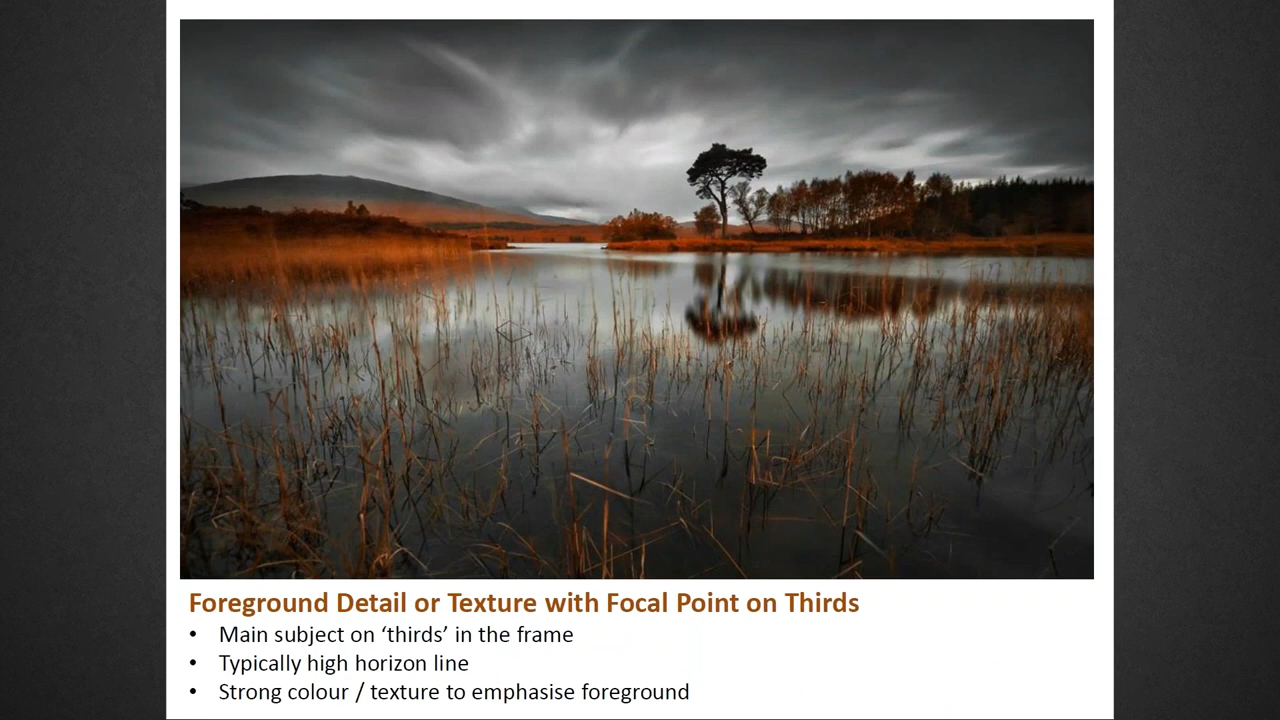 Foreground Detail or Texture with Focal Point on Thirds
• Main subject on ‘thirds’ in the frame
• Typically high horizon line
• Strong colour / texture to emphasise foreground